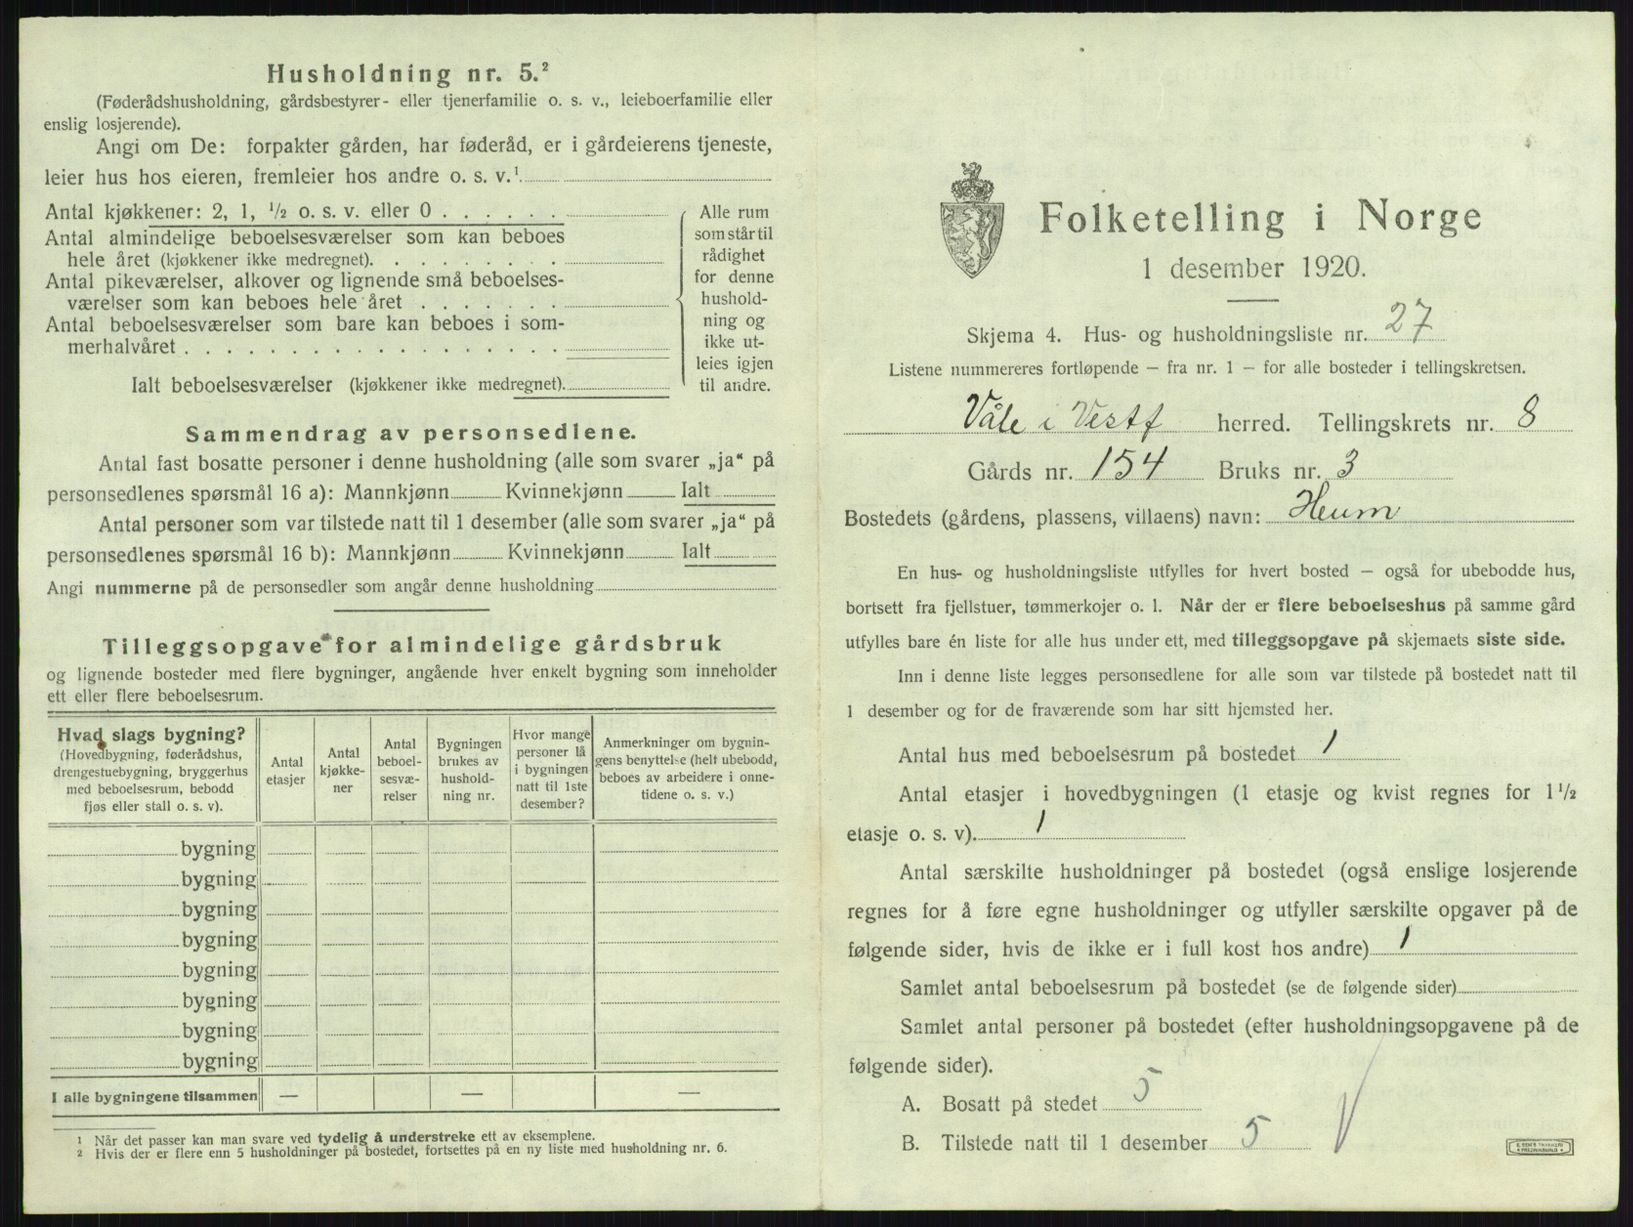 Husholdning nr. 5.²
(Føderådshusholdning, gårdsbestyrer- eller tjenerfamilie o. s. v., leieboerfamilie eller
enslig losjerende).
Angi om De: forpakter gården, har føderåd, er i gårdeierens tjeneste,
leier hus hos eieren, fremleier hos andre o. s. v.¹
Antal kjøkkener: 2, 1, ½ o. s. v. eller 0
Antal almindelige beboelsesværelser som kan beboes
hele året (kjøkkener ikke medregnet).
Antal pikeværelser, alkover og lignende små beboelses-
værelser som kan beboes hele året
Antal beboelsesværelser som bare kan beboes i som-
merhalvåret
Ialt beboelsesværelser (kjøkkener ikke medregnet).
Alle rum
som står til
rådighet
for denne
hushold-
ning og
ikke ut-
leies igjen
til andre.
Sammendrag av personsedlene.
Antal fast bosatte personer i denne husholdning (alle som svarer „ja“ på
personsedlenes spørsmål 16 a): Mannkjønn Kvinnekjønn Ialt
Antal personer som var tilstede natt til 1 desember (alle som svarer „ja“ på
personsedlenes spørsmål 16 b): Mannkjønn Kvinnekjønn Ialt
Angi nummerne på de personsedler som angår denne husholdning
Tilleggsopgave for almindelige gårdsbruk
og lignende bosteder med flere bygninger, angående hver enkelt bygning som inneholder
ett eller flere beboelsesrum.
Hvad slags bygning?
(Hovedbygning, føderådshus,
drengestuebygning, bryggerhus
med beboelsesrum, bebodd
fjøs eller stall o. s. v).
Antal
etasjer
Antal
kjøkke-
ner
Antal
beboel-
sesvæ-
relser
Bygningen
brukes av
hushold-
ning nr.
Hvor mange
personer lå
i bygningen
natt til 1ste
desember?
Anmerkninger om bygnin-
gens benyttelse (helt ubebodd,
beboes av arbeidere i onne-
tidene o. s. v.)
bygning
bygning
bygning
bygning
bygning
bygning
bygning
bygning
I alle bygningene tilsammen — — —
¹ Når det passer kan man svare ved tydelig å understreke ett av eksemplene.
² Hvis der er flere enn 5 husholdninger på bostedet, fortsettes på en ny liste med husholdning nr. 6.
Folketelling i Norge
1 desember 1920.
Skjema 4. Hus- og husholdningsliste nr. 27
Listene nummereres fortløpende — fra nr. 1 — for alle bosteder i tellingskretsen.
Våle i Vestf herred. Tellingskrets nr. 8
Gårds nr. 154 Bruks nr. 3
Bostedets (gårdens, plassens, villaens) navn: Heum
En hus- og husholdningsliste utfylles for hvert bosted — også for ubebodde hus,
bortsett fra fjellstuer, tømmerkojer o. l. Når der er flere beboelseshus på samme gård
utfylles bare én liste for alle hus under ett, med tilleggsopgave på skjemaets siste side.
Inn i denne liste legges personsedlene for alle som var tilstede på bostedet natt til
1 desember og for de fraværende som har sitt hjemsted her.
Antal hus med beboelsesrum på bostedet 1
Antal etasjer i hovedbygningen (1 etasje og kvist regnes for 1½
etasje o. s. v). 1
Antal særskilte husholdninger på bostedet (også enslige losjerende
regnes for å føre egne husholdninger og utfyller særskilte opgaver på de
følgende sider, hvis de ikke er i full kost hos andre) 1
Samlet antal beboelsesrum på bostedet (se de følgende sider)
Samlet antal personer på bostedet (efter husholdningsopgavene på de
følgende sider).
A. Bosatt på stedet 5
B. Tilstede natt til 1 desember 5